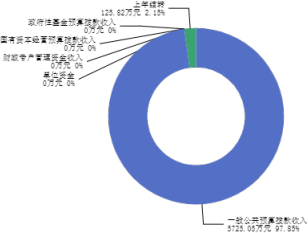 上年结转
125.82万元 2.15%
政府性基金预算拨款收入
0万元 0%
国有资本经营预算拨款收入
0万元 0%
财政专户管理资金收入
0万元 0%
单位资金
0万元 0%
一般公共预算拨款收入
5725.05万元 97.85%